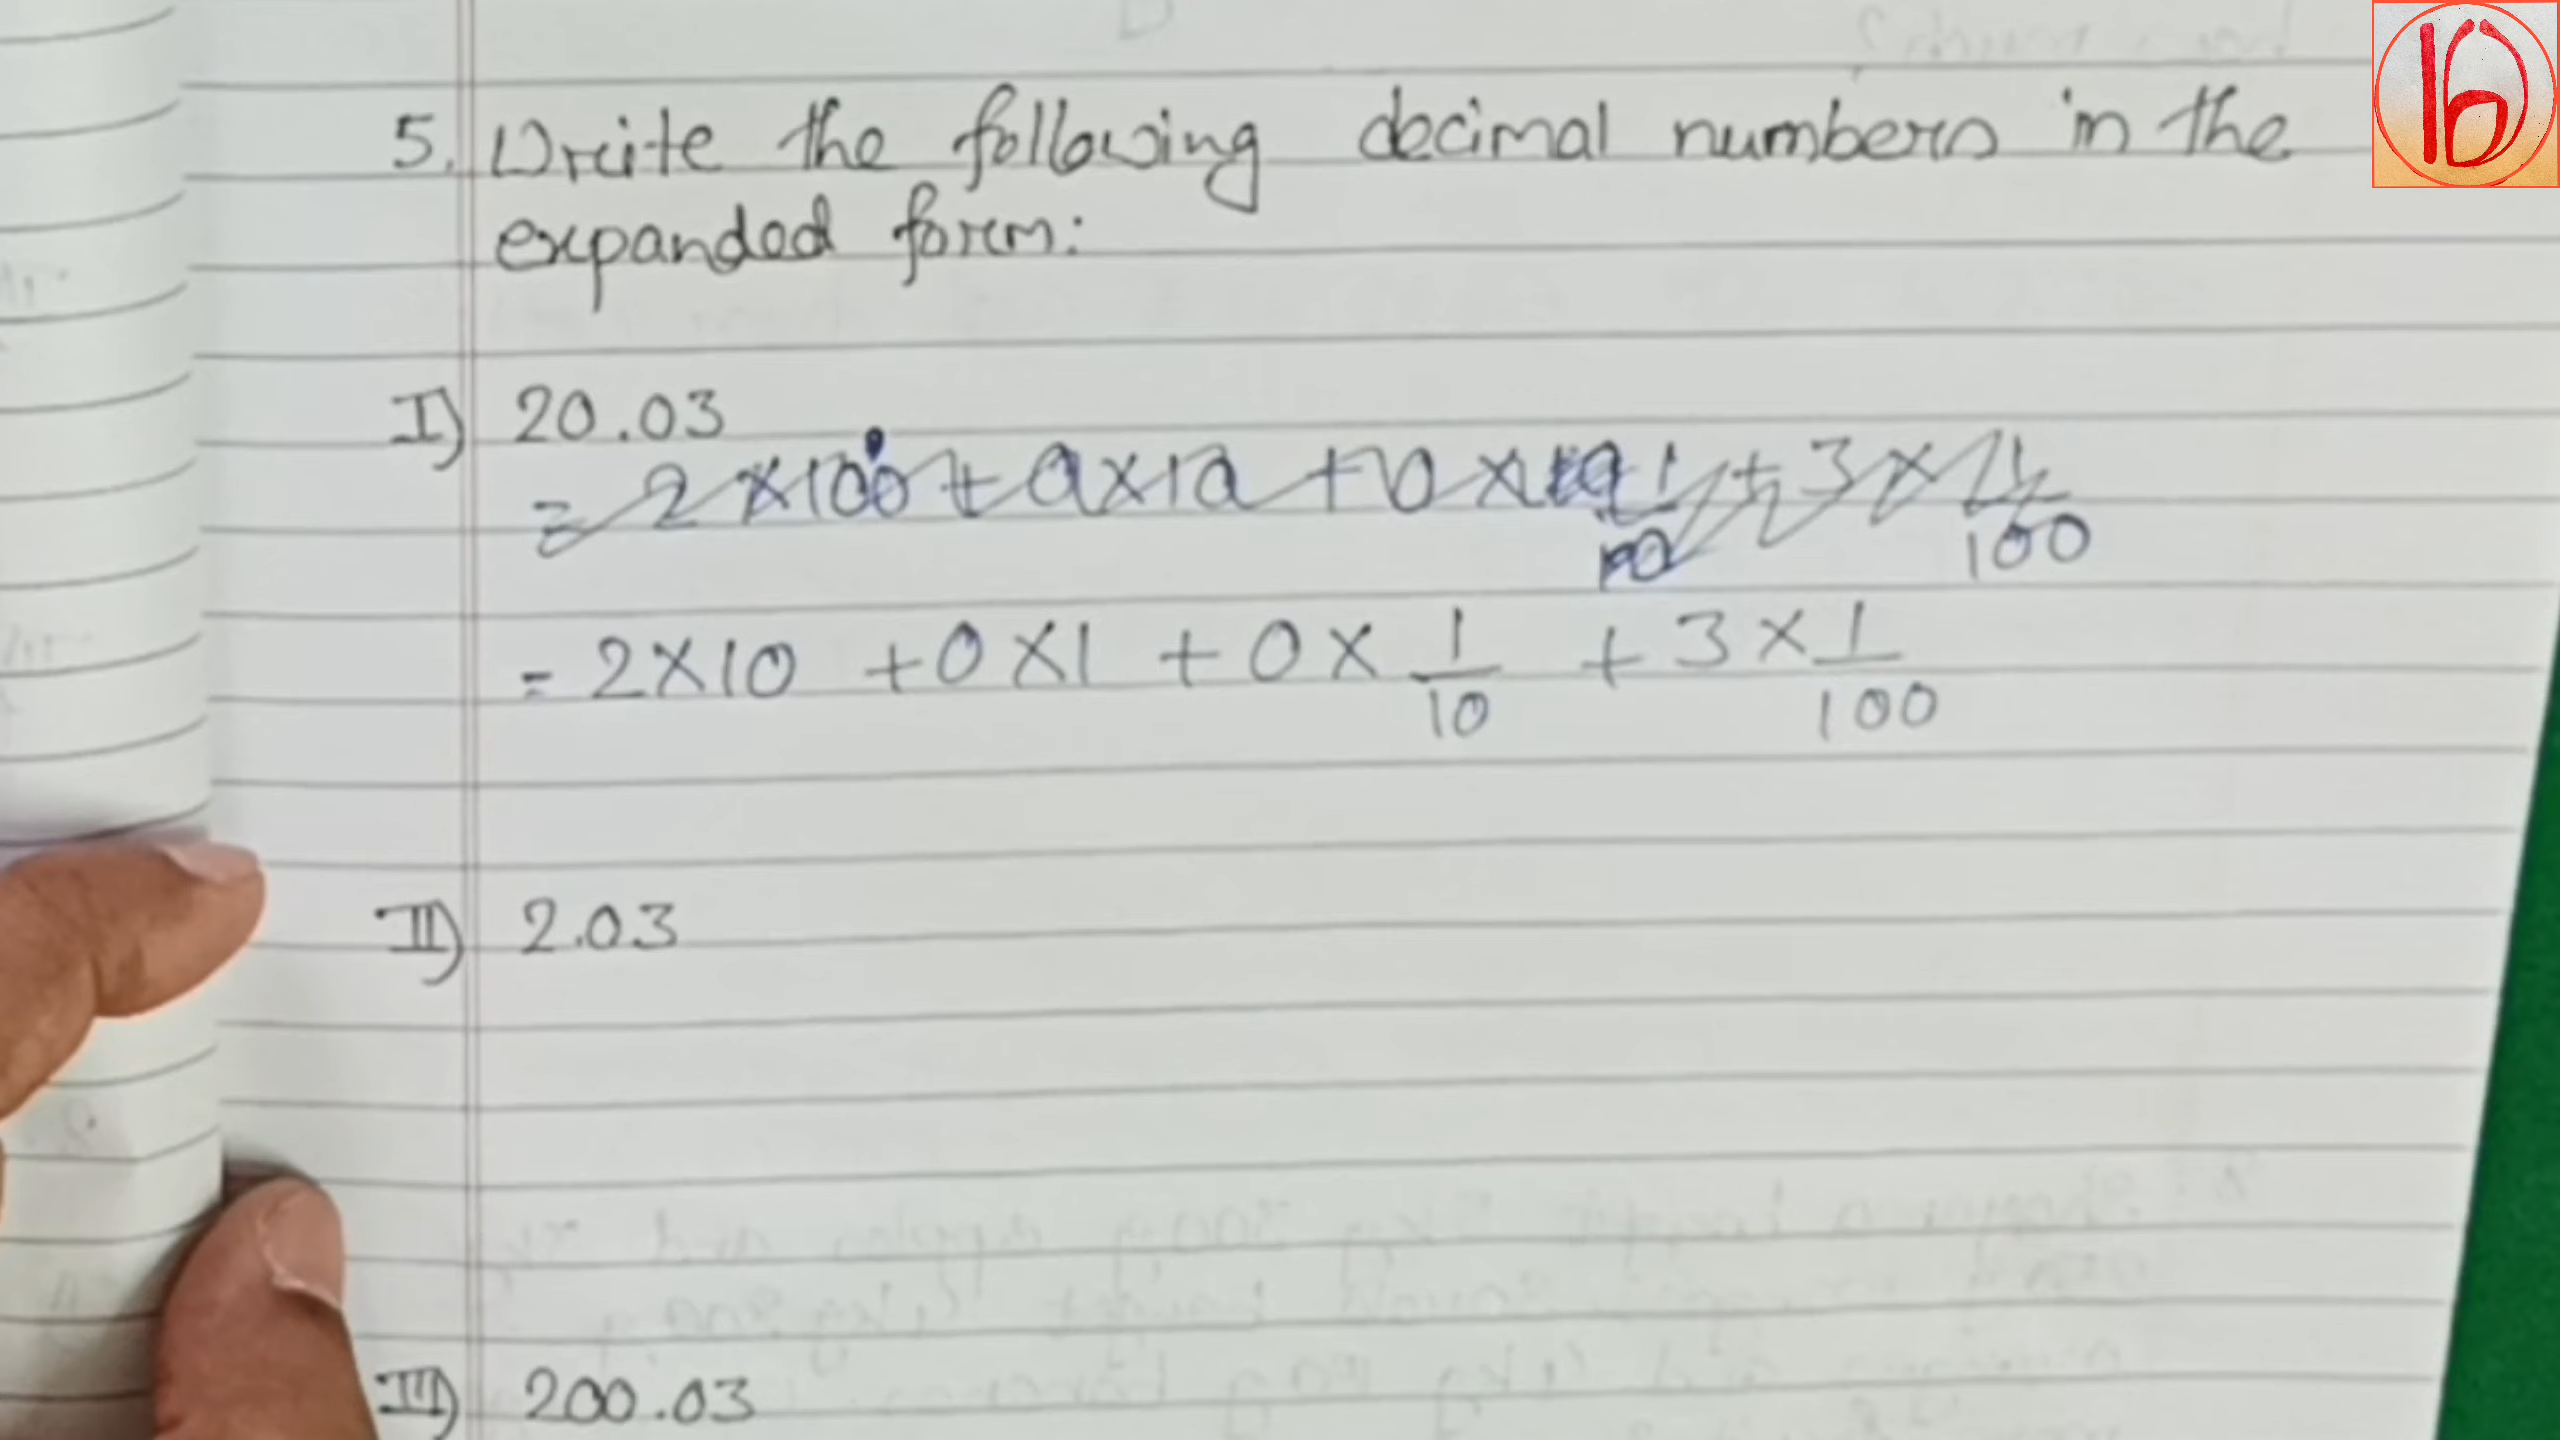 5. Write the following decimal numbers in the
expanded form:
I) 20.03
= 2 × 10 + 0 × 1 + 0 × 1/10 + 3 × 1/100
II) 2.03
III) 200.03